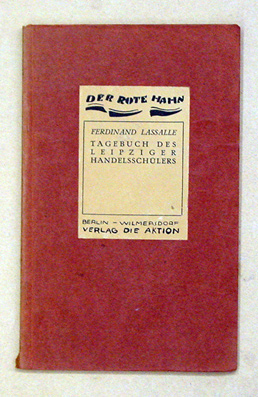 DER ROTE HAHN
FERDINAND LASSALLE
TAGEBUCH DES
LEIPZIGER
HANDELSSCHÜLERS
BERLIN – WILMERSDORF
VERLAG DIE AKTION